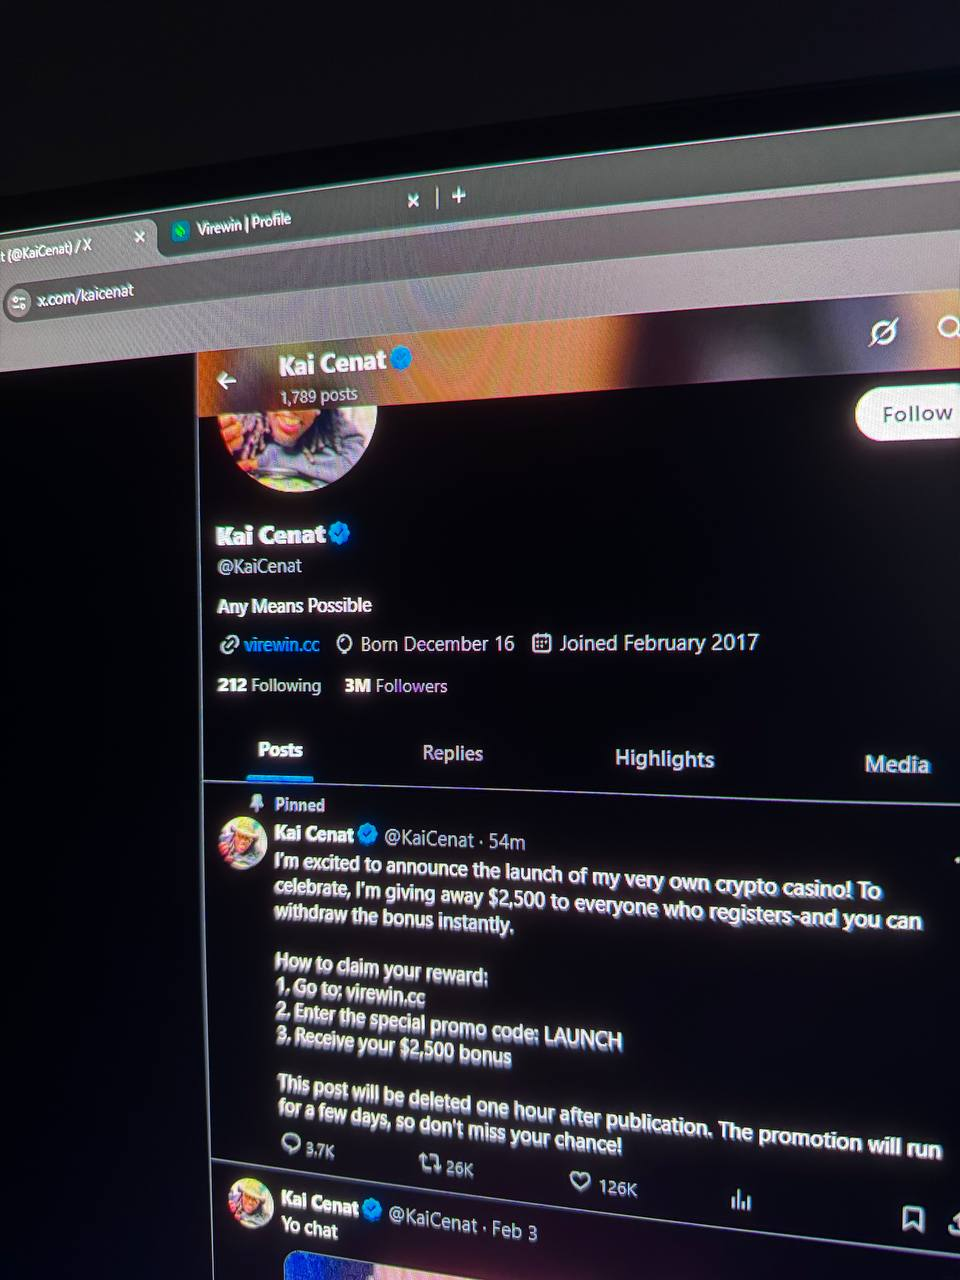 t (@KaiCenat) / X
Virewin | Profile
x.com/kaicenat
Kai Cenat
1,789 posts
Follow
Kai Cenat
@KaiCenat
Any Means Possible
virewin.cc Born December 16 Joined February 2017
212 Following 3M Followers
Posts Replies Highlights Media
Pinned
Kai Cenat @KaiCenat · 54m
I'm excited to announce the launch of my very own crypto casino! To
celebrate, I'm giving away $2,500 to everyone who registers-and you can
withdraw the bonus instantly.
How to claim your reward:
1. Go to: virewin.cc
2. Enter the special promo code: LAUNCH
3. Receive your $2,500 bonus
This post will be deleted one hour after publication. The promotion will run
for a few days, so don't miss your chance!
3.7K 26K 126K
Kai Cenat @KaiCenat · Feb 3
Yo chat